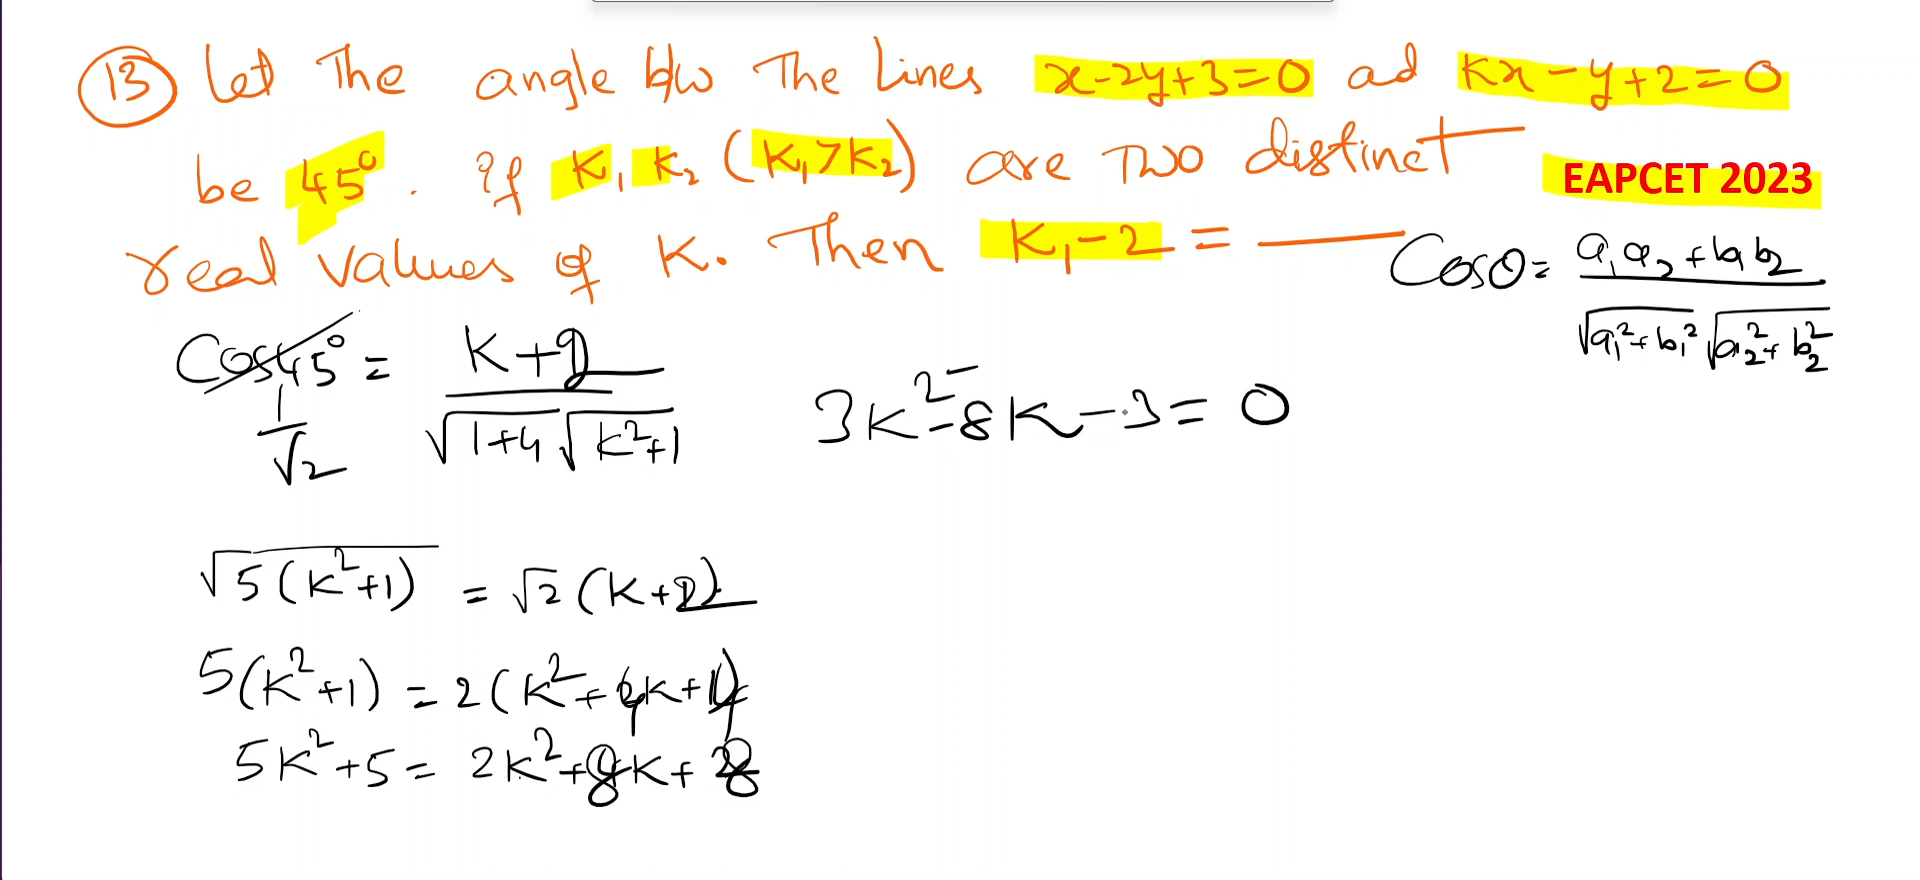 13 Let The angle b/w The Lines x-2y+3=0 ad Kx-y+2=0
be 45°. If K₁ K₂ (K₁>K₂) are Two distinct
EAPCET 2023
real values of K. Then K₁-2 = ____
Cosθ = (a₁a₂+b₁b₂)/(√(a₁²+b₁²) √(a₂²+b₂²))
Cos45° = (K+2)/(√(1+4) √(k²+1))
1/√2
3k²-8k-3=0
√(5(k²+1)) = √2(k+2)
5(k²+1) = 2(k²+4k+4)
5k²+5 = 2k²+8k+8